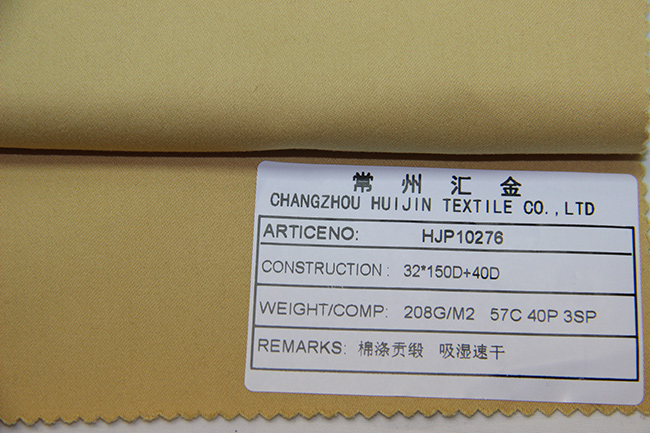 常州汇金
CHANGZHOU HUIJIN TEXTILE CO.,LTD
ARTICENO: HJP10276
CONSTRUCTION: 32*150D+40D
WEIGHT/COMP: 208G/M2 57C 40P 3SP
REMARKS: 棉涤贡缎 吸湿速干